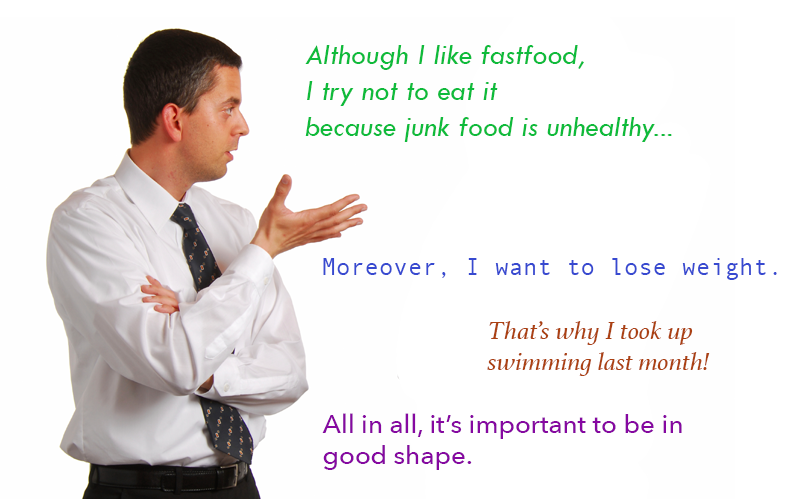 Although I like fastfood,
I try not to eat it
because junk food is unhealthy...
Moreover, I want to lose weight.
That's why I took up
swimming last month!
All in all, it's important to be in
good shape.